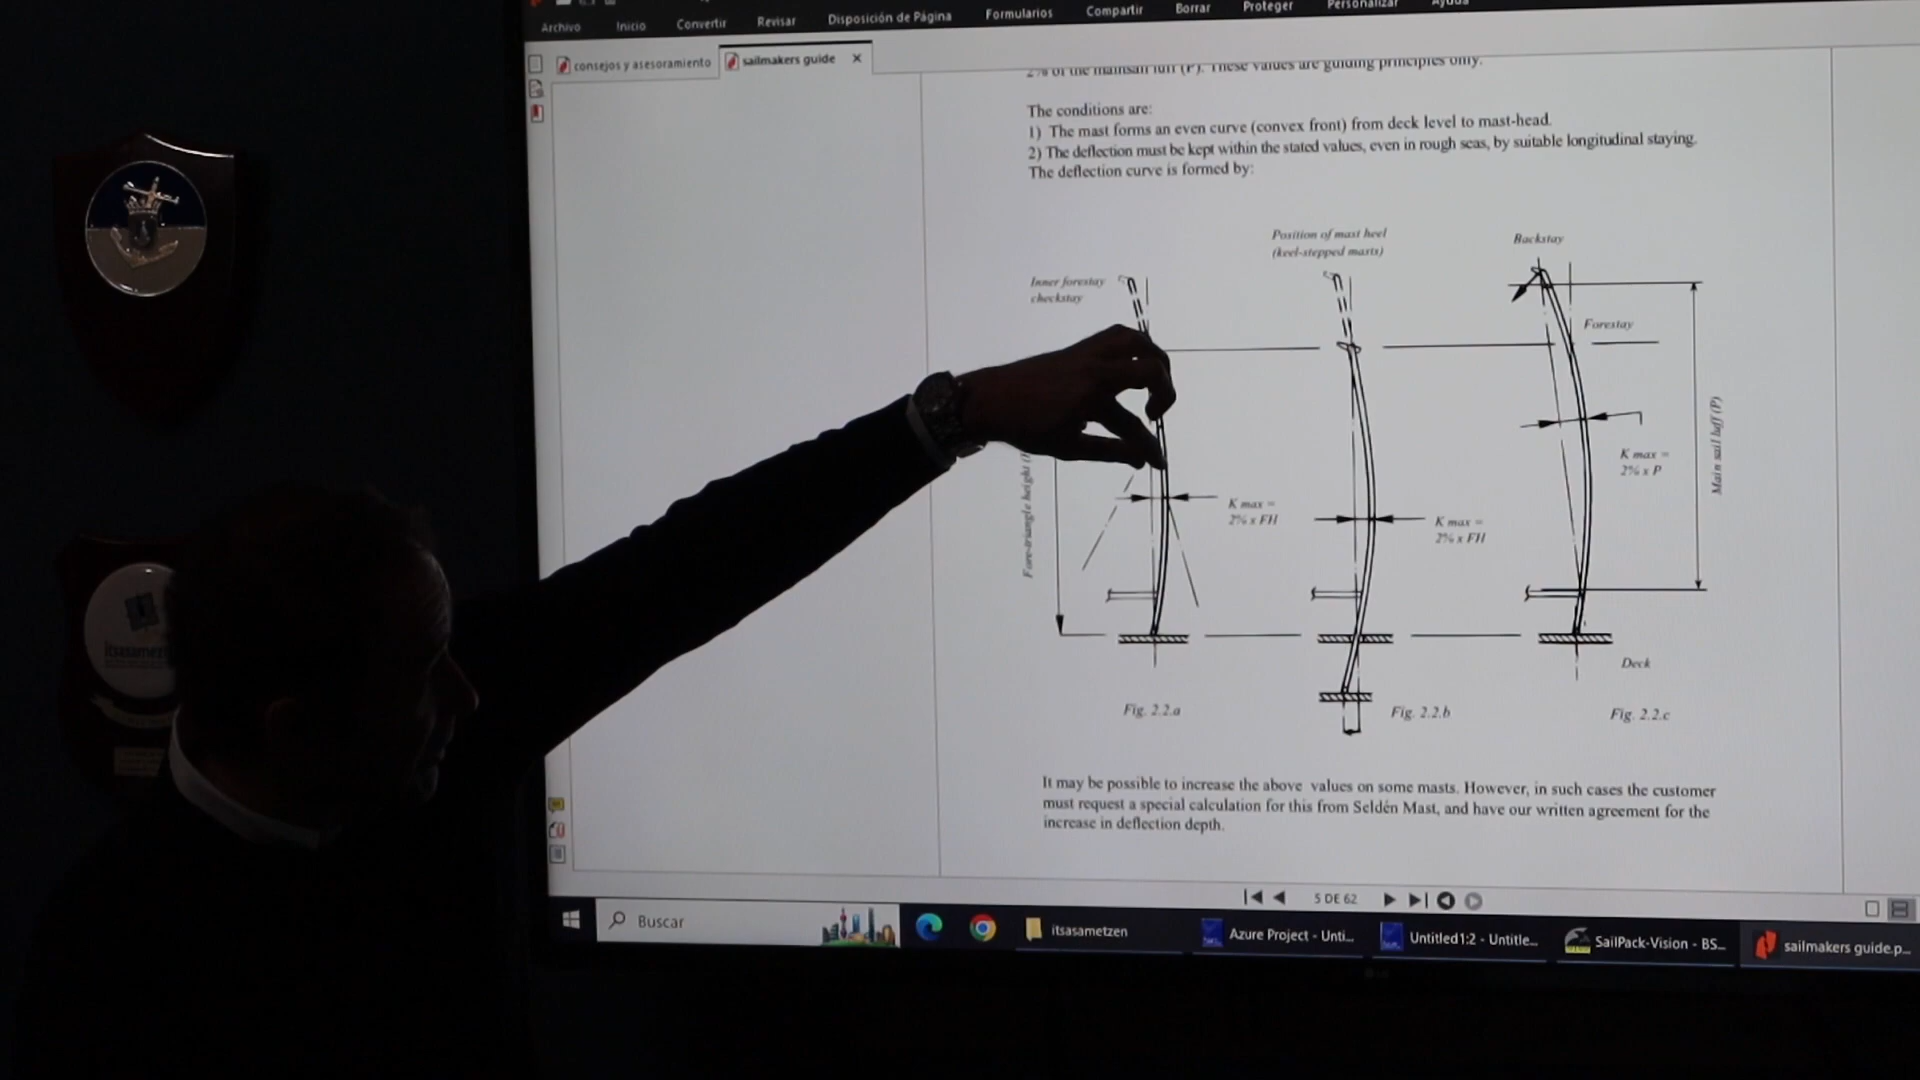 Archivo Inicio Convertir Revisar Disposición de Página Formularios Compartir Borrar Proteger Personalizar Ayuda
consejos y asesoramiento
sailmakers guide
2% of the mainsail luff (P). These values are guiding principles only.
The conditions are:
1) The mast forms an even curve (convex front) from deck level to mast-head.
2) The deflection must be kept within the stated values, even in rough seas, by suitable longitudinal staying.
The deflection curve is formed by:
Inner forestay
checkstay
Position of mast heel
(keel-stepped masts)
Backstay
Forestay
Fore-triangle height
K max =
2% x FH
K max =
2% x FH
K max =
2% x P
Main sail luff (P)
Deck
Fig. 2.2.a
Fig. 2.2.b
Fig. 2.2.c
It may be possible to increase the above values on some masts. However, in such cases the customer
must request a special calculation for this from Seldén Mast, and have our written agreement for the
increase in deflection depth.
5 DE 62
Buscar
itsasametzen
Azure Project - Unti...
Untitled1:2 - Untitle...
SailPack-Vision - BS...
sailmakers guide.p...